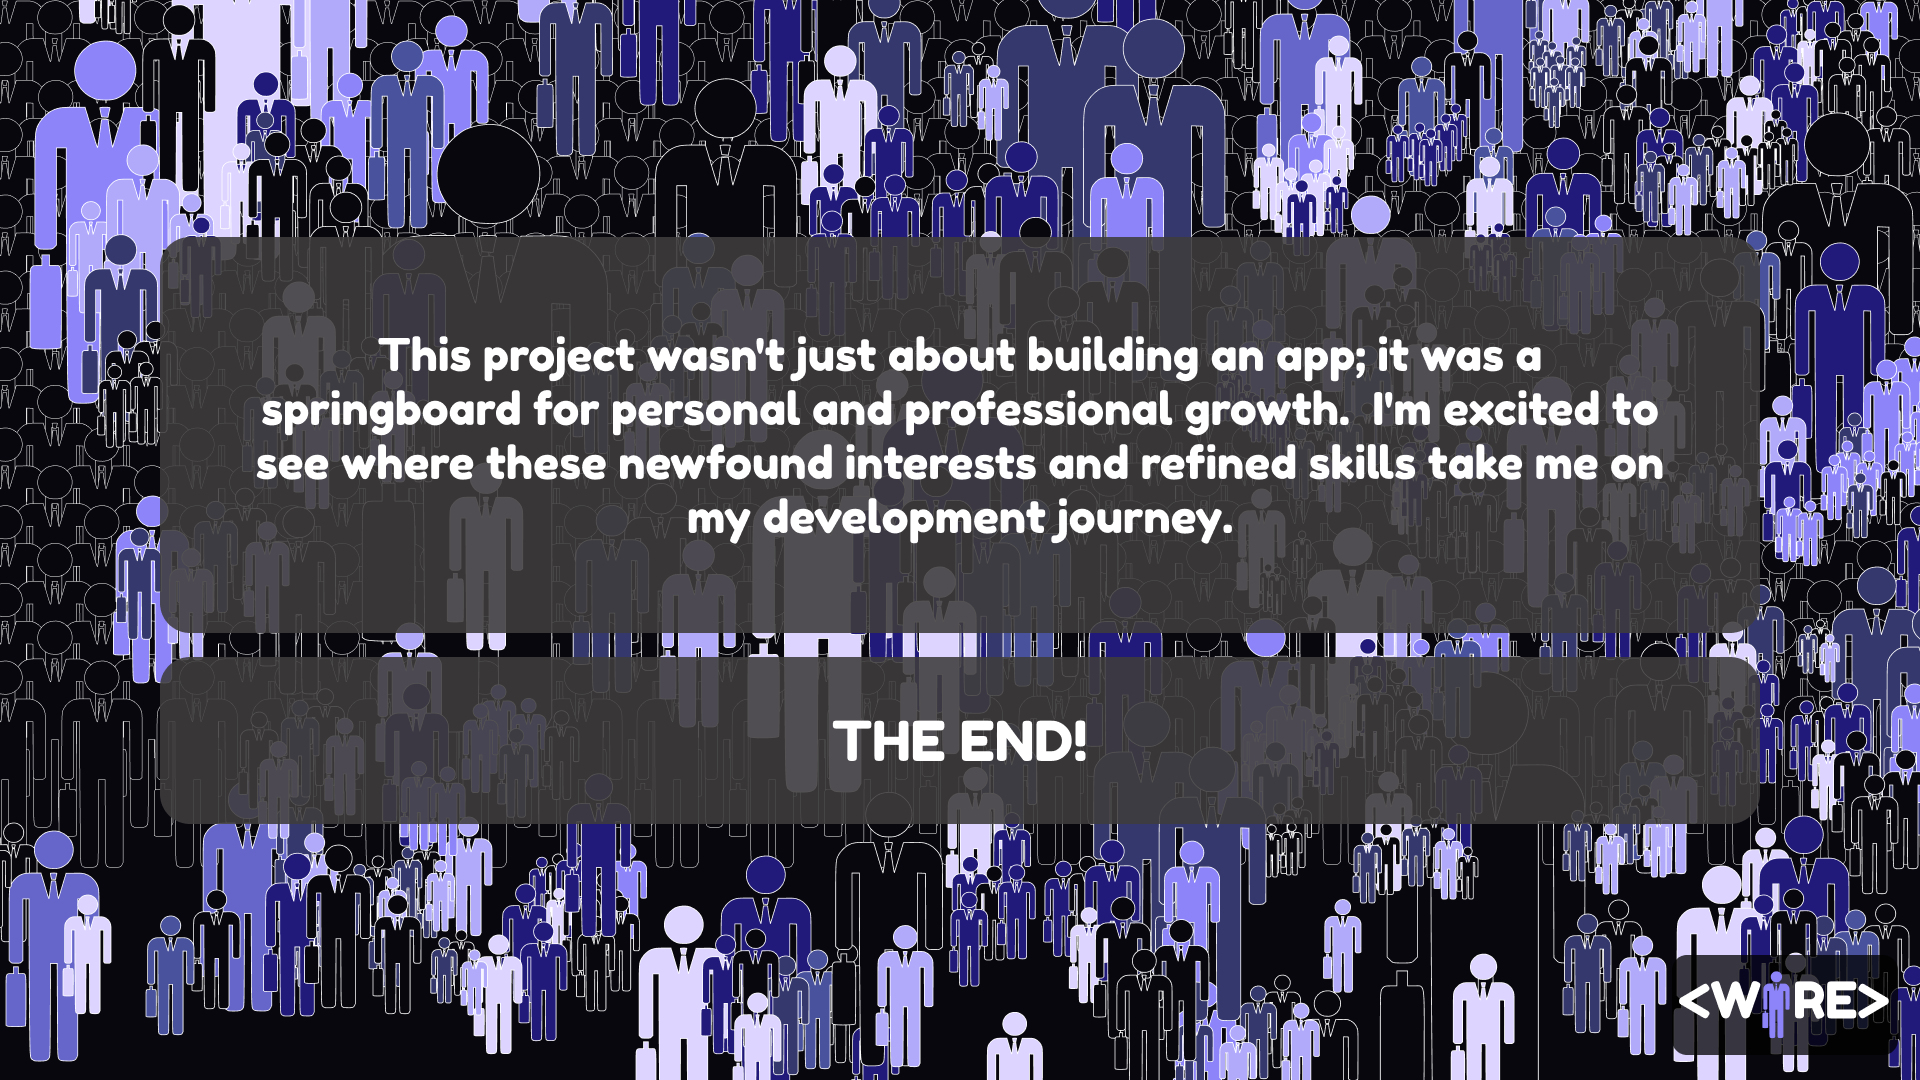 This project wasn't just about building an app; it was a
springboard for personal and professional growth.  I'm excited to
see where these newfound interests and refined skills take me on
my development journey.
THE END!
<W RE>